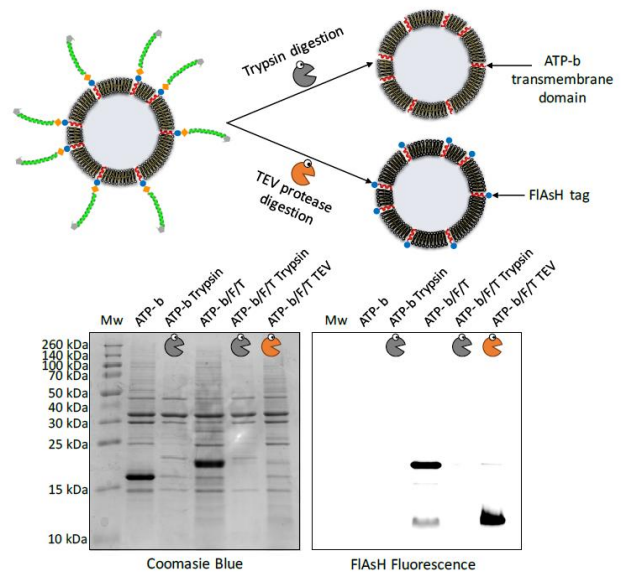 Trypsin digestion
ATP-b
transmembrane
domain
TEV protease
digestion
FlAsH tag
Mw ATP- b ATP-b Trypsin ATP-b/F/T ATP-b/F/T Trypsin ATP-b/F/T TEV
Mw ATP-b ATP-b Trypsin ATP-b/F/T ATP-b/F/T Trypsin ATP-b/F/T TEV
260 kDa
140 kDa
100 kDa
70 kDa
50 kDa
40 kDa
30 kDa
25 kDa
15 kDa
10 kDa
Coomasie Blue
FlAsH Fluorescence